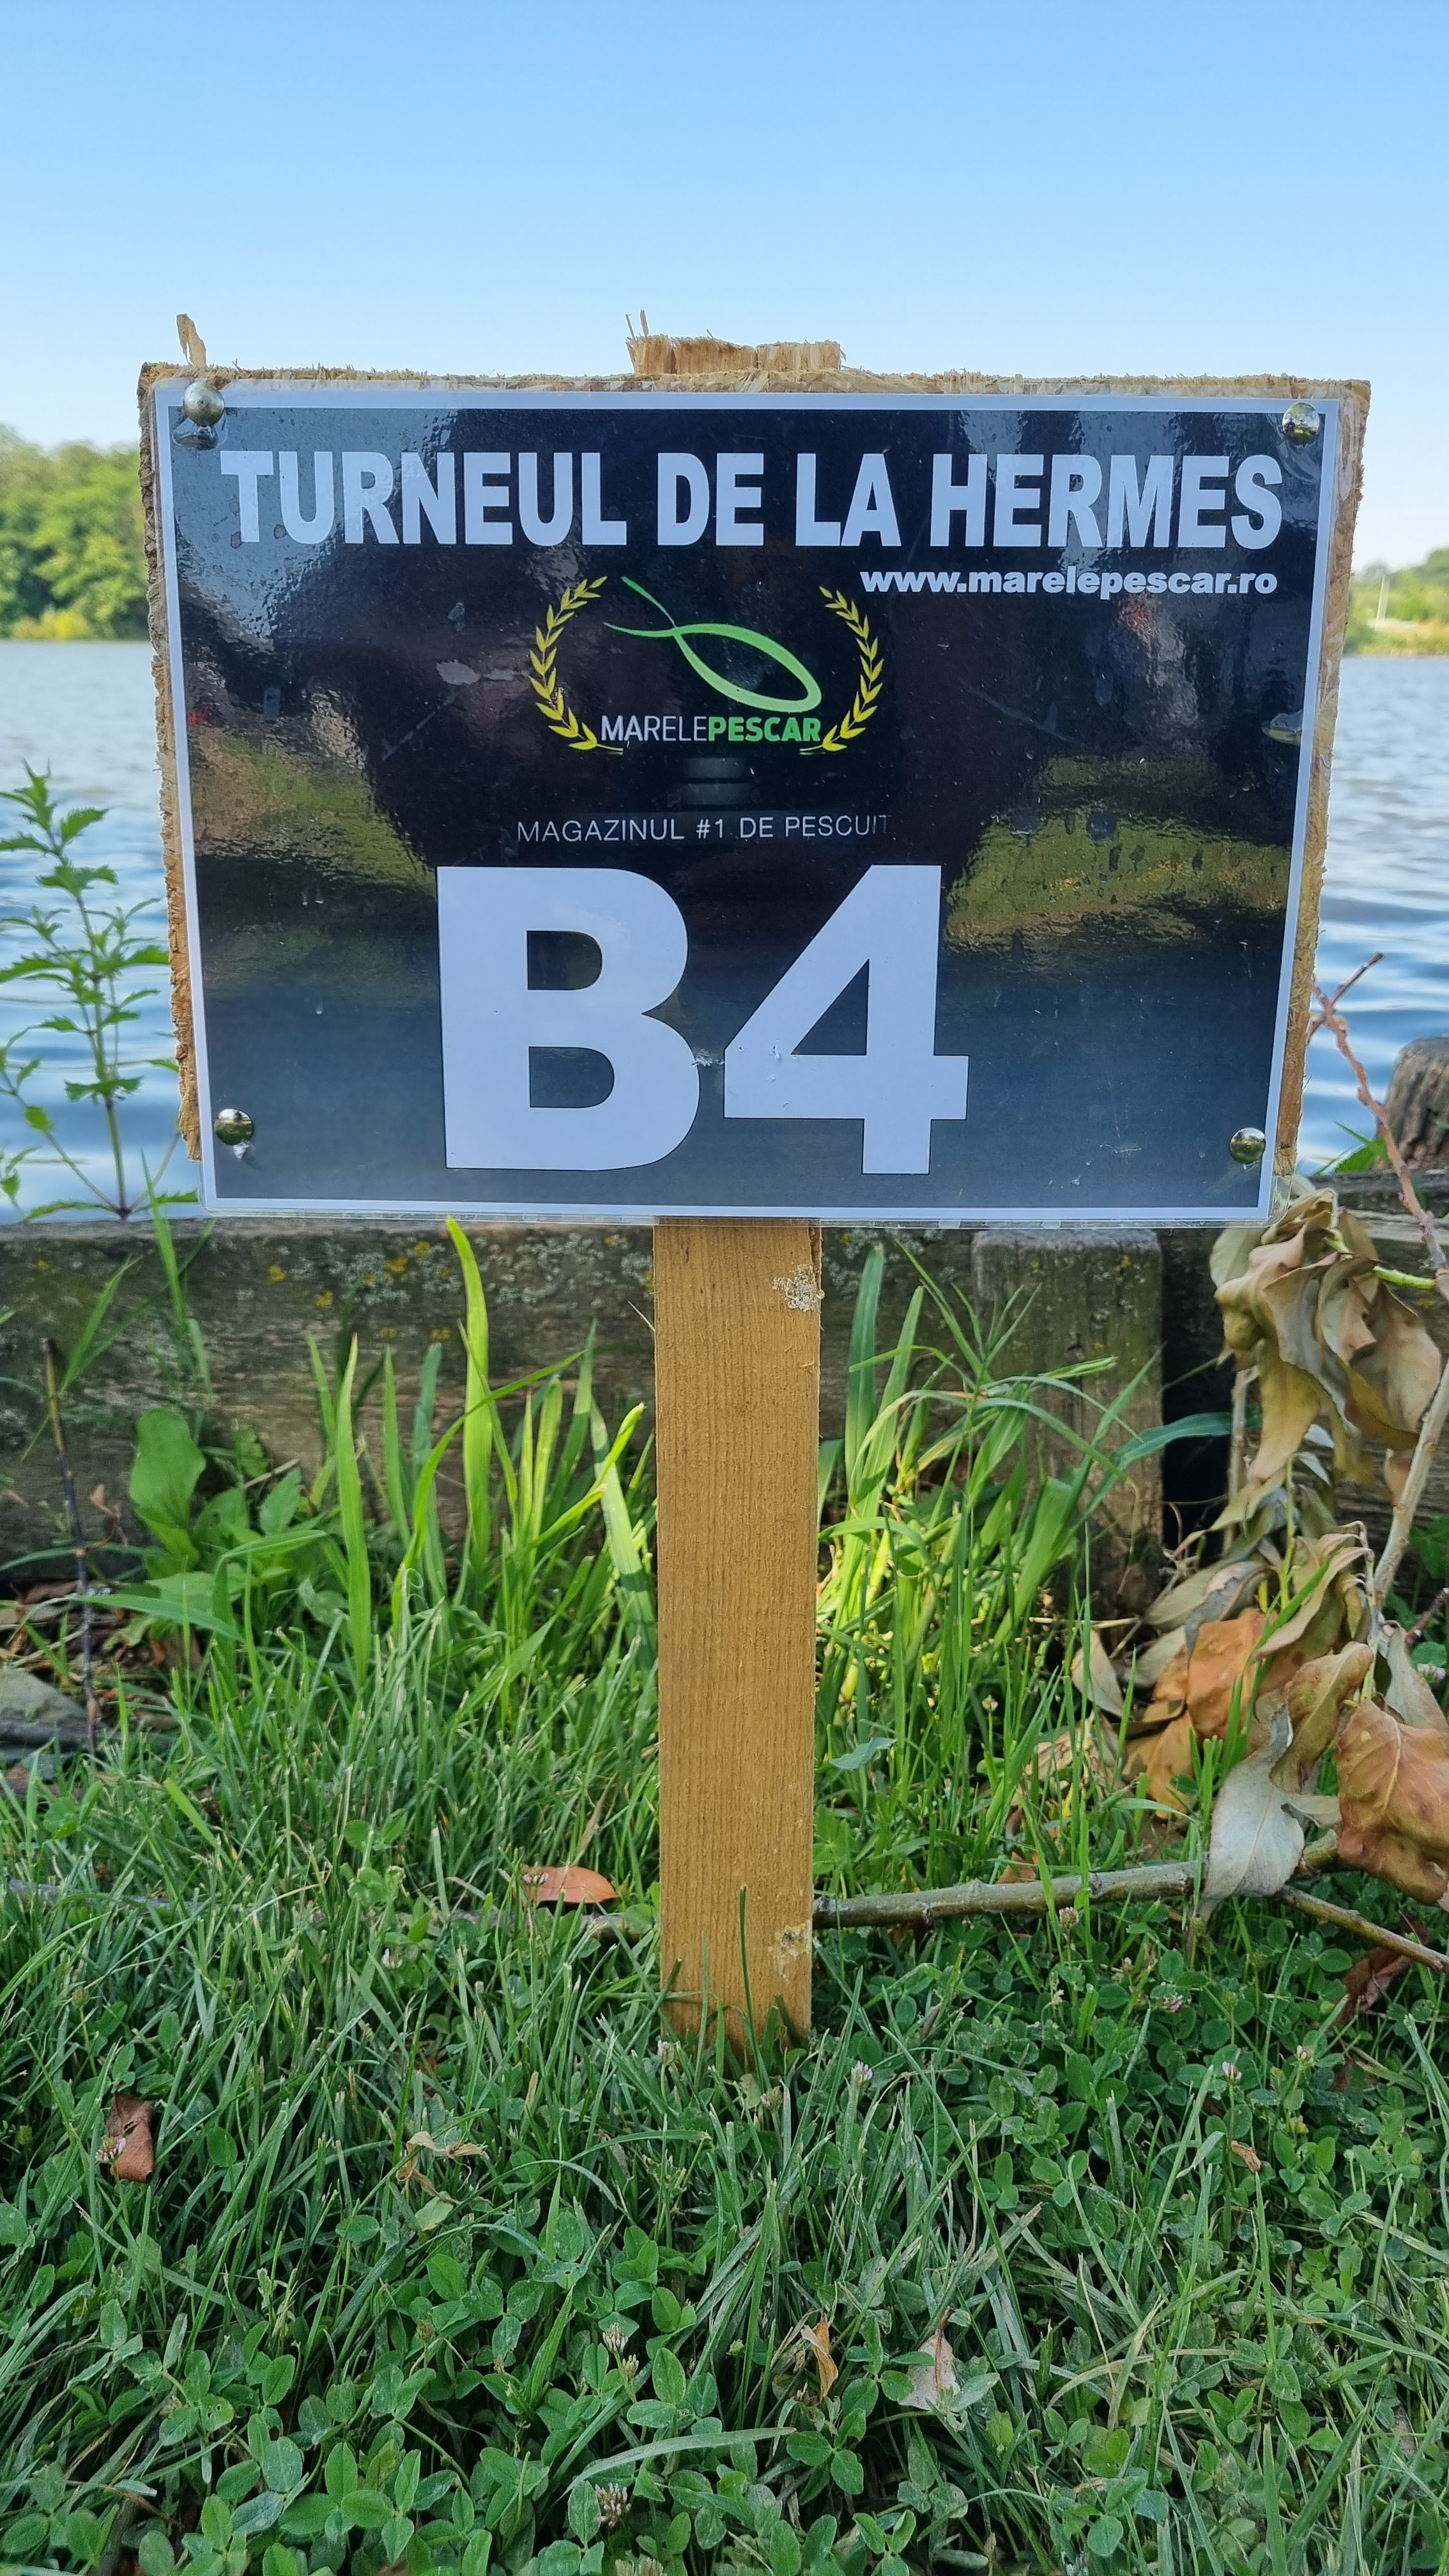 TURNEUL DE LA HERMES
www.marelepescar.ro
MARELEPESCAR
MAGAZINUL #1 DE PESCUIT
B4